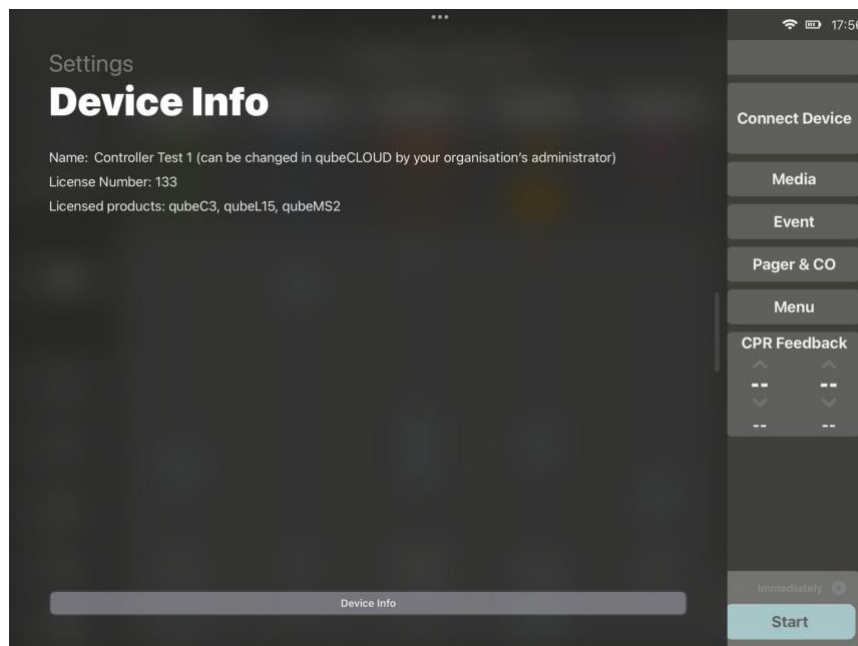 17:56
Settings
Device Info
Name: Controller Test 1 (can be changed in qubeCLOUD by your organisation's administrator)
License Number: 133
Licensed products: qubeC3, qubeL15, qubeMS2
Connect Device
Media
Event
Pager & CO
Menu
CPR Feedback
-- --
-- --
Immediately
Start
Device Info